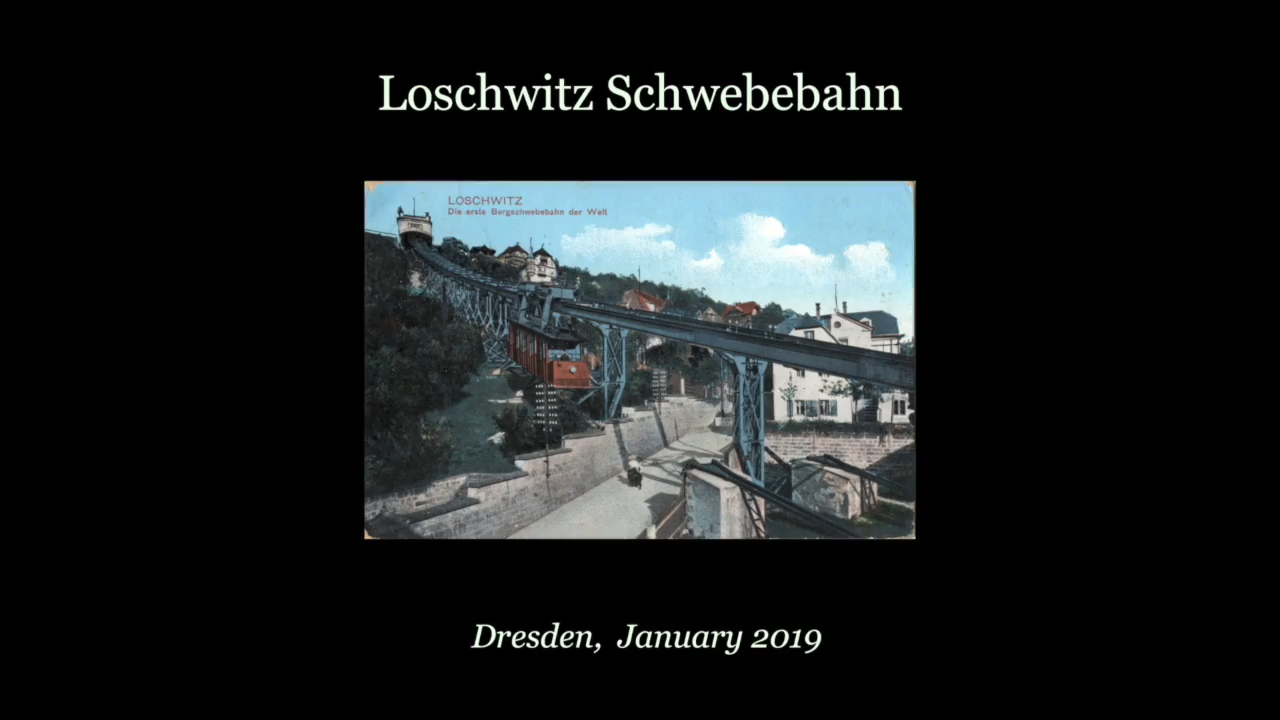 Loschwitz Schwebebahn
LOSCHWITZ
Die erste Bergschwebebahn der Welt
Dresden, January 2019